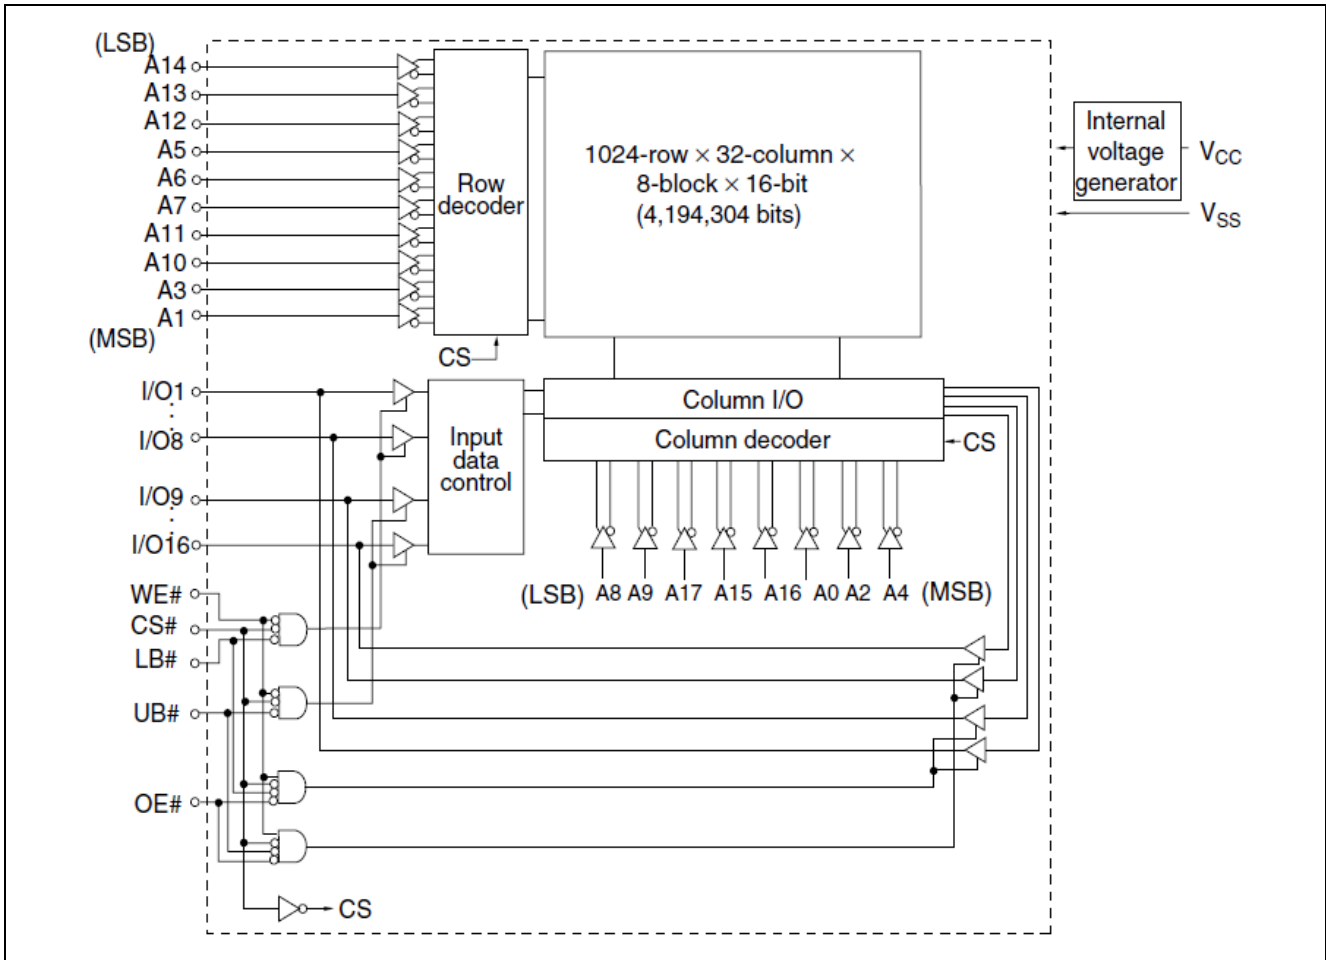 (LSB)
A14
A13
A12
A5
A6
A7
A11
A10
A3
A1
(MSB)
Row
decoder
CS
1024-row × 32-column ×
8-block × 16-bit
(4,194,304 bits)
Internal
voltage
generator
VCC
VSS
I/O1
I/O8
I/O9
I/O16
Input
data
control
Column I/O
Column decoder
CS
(LSB) A8 A9 A17 A15 A16 A0 A2 A4 (MSB)
WE#
CS#
LB#
UB#
OE#
CS